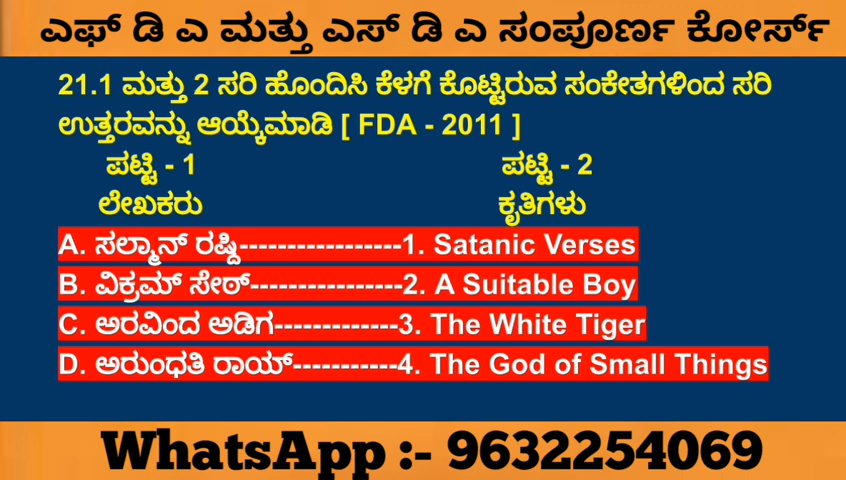 ಎಫ್ ಡಿ ಎ ಮತ್ತು ಎಸ್ ಡಿ ಎ ಸಂಪೂರ್ಣ ಕೋರ್ಸ್
21.1 ಮತ್ತು 2 ಸರಿ ಹೊಂದಿಸಿ ಕೆಳಗೆ ಕೊಟ್ಟಿರುವ ಸಂಕೇತಗಳಿಂದ ಸರಿ
ಉತ್ತರವನ್ನು ಆಯ್ಕೆಮಾಡಿ [ FDA - 2011 ]
ಪಟ್ಟಿ - 1 ಪಟ್ಟಿ - 2
ಲೇಖಕರು ಕೃತಿಗಳು
A. ಸಲ್ಮಾನ್ ರಷ್ದಿ-----------------1. Satanic Verses
B. ವಿಕ್ರಮ್ ಸೇಠ್----------------2. A Suitable Boy
C. ಅರವಿಂದ ಅಡಿಗ-------------3. The White Tiger
D. ಅರುಂಧತಿ ರಾಯ್-----------4. The God of Small Things
WhatsApp :- 9632254069